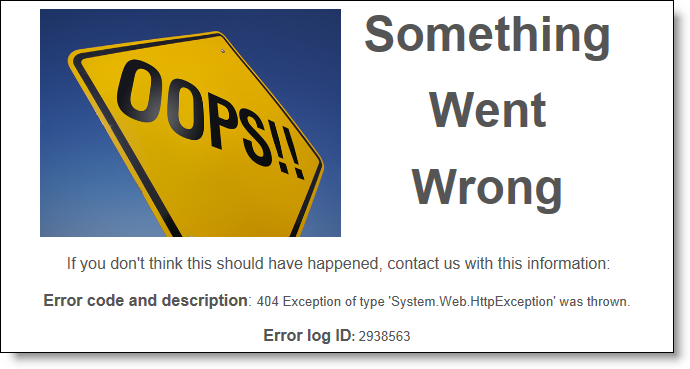 OOPS!!
Something
Went
Wrong
If you don't think this should have happened, contact us with this information:
Error code and description: 404 Exception of type 'System.Web.HttpException' was thrown.
Error log ID: 2938563